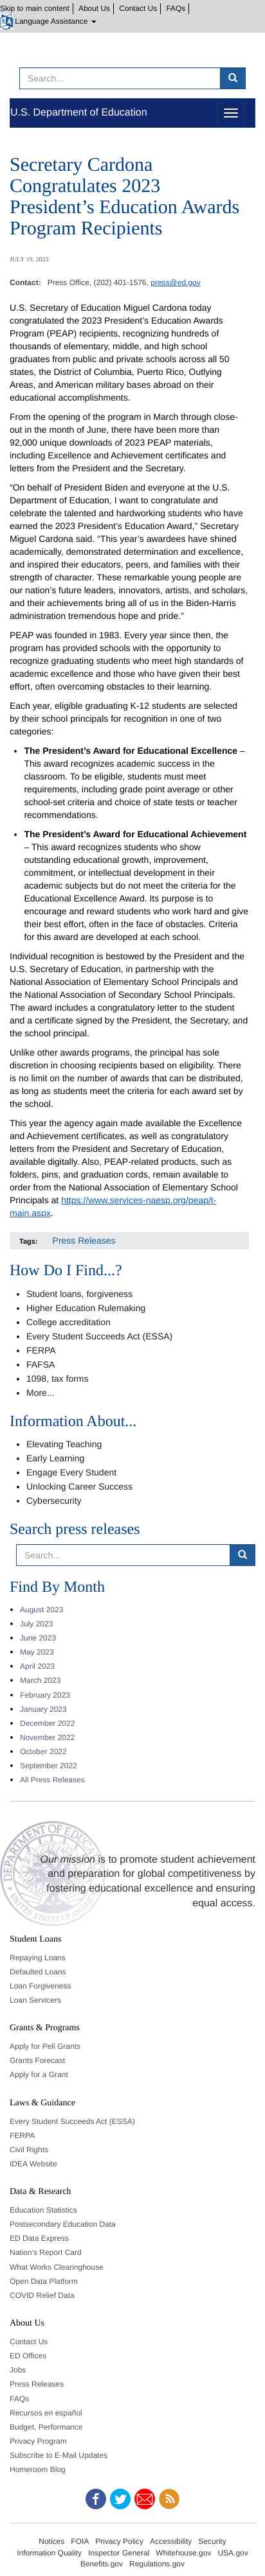 Skip to main content | About Us | Contact Us | FAQs |
Language Assistance
Search...
U.S. Department of Education
Secretary Cardona
Congratulates 2023
President’s Education Awards
Program Recipients
JULY 19, 2023
Contact: Press Office, (202) 401-1576, press@ed.gov
U.S. Secretary of Education Miguel Cardona today
congratulated the 2023 President’s Education Awards
Program (PEAP) recipients, recognizing hundreds of
thousands of elementary, middle, and high school
graduates from public and private schools across all 50
states, the District of Columbia, Puerto Rico, Outlying
Areas, and American military bases abroad on their
educational accomplishments.
From the opening of the program in March through close-
out in the month of June, there have been more than
92,000 unique downloads of 2023 PEAP materials,
including Excellence and Achievement certificates and
letters from the President and the Secretary.
“On behalf of President Biden and everyone at the U.S.
Department of Education, I want to congratulate and
celebrate the talented and hardworking students who have
earned the 2023 President’s Education Award,” Secretary
Miguel Cardona said. “This year’s awardees have shined
academically, demonstrated determination and excellence,
and inspired their educators, peers, and families with their
strength of character. These remarkable young people are
our nation’s future leaders, innovators, artists, and scholars,
and their achievements bring all of us in the Biden-Harris
administration tremendous hope and pride.”
PEAP was founded in 1983. Every year since then, the
program has provided schools with the opportunity to
recognize graduating students who meet high standards of
academic excellence and those who have given their best
effort, often overcoming obstacles to their learning.
Each year, eligible graduating K-12 students are selected
by their school principals for recognition in one of two
categories:
• The President’s Award for Educational Excellence –
This award recognizes academic success in the
classroom. To be eligible, students must meet
requirements, including grade point average or other
school-set criteria and choice of state tests or teacher
recommendations.
• The President’s Award for Educational Achievement
– This award recognizes students who show
outstanding educational growth, improvement,
commitment, or intellectual development in their
academic subjects but do not meet the criteria for the
Educational Excellence Award. Its purpose is to
encourage and reward students who work hard and give
their best effort, often in the face of obstacles. Criteria
for this award are developed at each school.
Individual recognition is bestowed by the President and the
U.S. Secretary of Education, in partnership with the
National Association of Elementary School Principals and
the National Association of Secondary School Principals.
The award includes a congratulatory letter to the student
and a certificate signed by the President, the Secretary, and
the school principal.
Unlike other awards programs, the principal has sole
discretion in choosing recipients based on eligibility. There
is no limit on the number of awards that can be distributed,
as long as students meet the criteria for each award set by
the school.
This year the agency again made available the Excellence
and Achievement certificates, as well as congratulatory
letters from the President and Secretary of Education,
available digitally. Also, PEAP-related products, such as
folders, pins, and graduation cords, remain available to
order from the National Association of Elementary School
Principals at https://www.services-naesp.org/peap/t-
main.aspx.
Tags: Press Releases
How Do I Find...?
• Student loans, forgiveness
• Higher Education Rulemaking
• College accreditation
• Every Student Succeeds Act (ESSA)
• FERPA
• FAFSA
• 1098, tax forms
• More...
Information About...
• Elevating Teaching
• Early Learning
• Engage Every Student
• Unlocking Career Success
• Cybersecurity
Search press releases
Search...
Find By Month
• August 2023
• July 2023
• June 2023
• May 2023
• April 2023
• March 2023
• February 2023
• January 2023
• December 2022
• November 2022
• October 2022
• September 2022
• All Press Releases
Our mission is to promote student achievement
and preparation for global competitiveness by
fostering educational excellence and ensuring
equal access.
Student Loans
Repaying Loans
Defaulted Loans
Loan Forgiveness
Loan Servicers
Grants & Programs
Apply for Pell Grants
Grants Forecast
Apply for a Grant
Laws & Guidance
Every Student Succeeds Act (ESSA)
FERPA
Civil Rights
IDEA Website
Data & Research
Education Statistics
Postsecondary Education Data
ED Data Express
Nation's Report Card
What Works Clearinghouse
Open Data Platform
COVID Relief Data
About Us
Contact Us
ED Offices
Jobs
Press Releases
FAQs
Recursos en español
Budget, Performance
Privacy Program
Subscribe to E-Mail Updates
Homeroom Blog
Notices FOIA Privacy Policy Accessibility Security
Information Quality Inspector General Whitehouse.gov USA.gov
Benefits.gov Regulations.gov